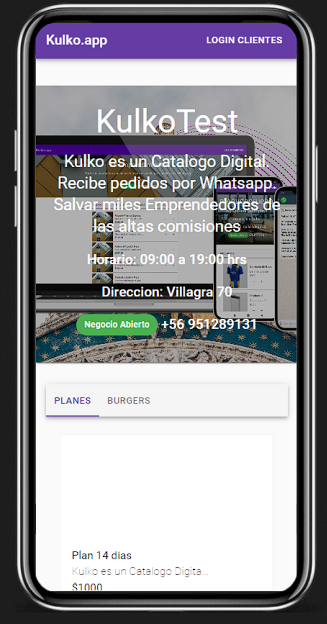 Kulko.app
LOGIN CLIENTES
KulkoTest
Kulko es un Catalogo Digital.
Recibe pedidos por Whatsapp.
Salvar miles Emprendedores de
las altas comisiones
Horario: 09:00 a 19:00 hrs
Direccion: Villagra 70
Negocio Abierto +56 951289131
PLANES
BURGERS
Plan 14 dias
Kulko es un Catalogo Digita...
$1000